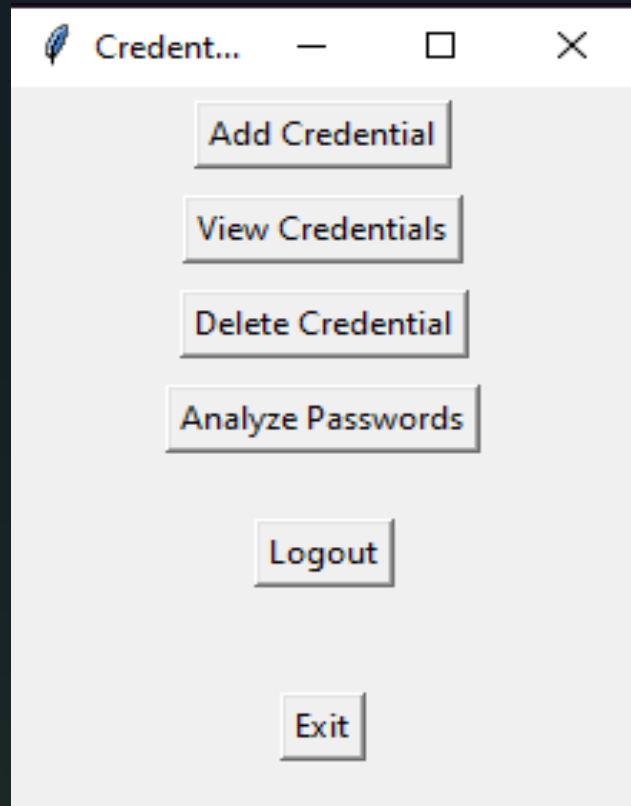 Credent...
Add Credential
View Credentials
Delete Credential
Analyze Passwords
Logout
Exit